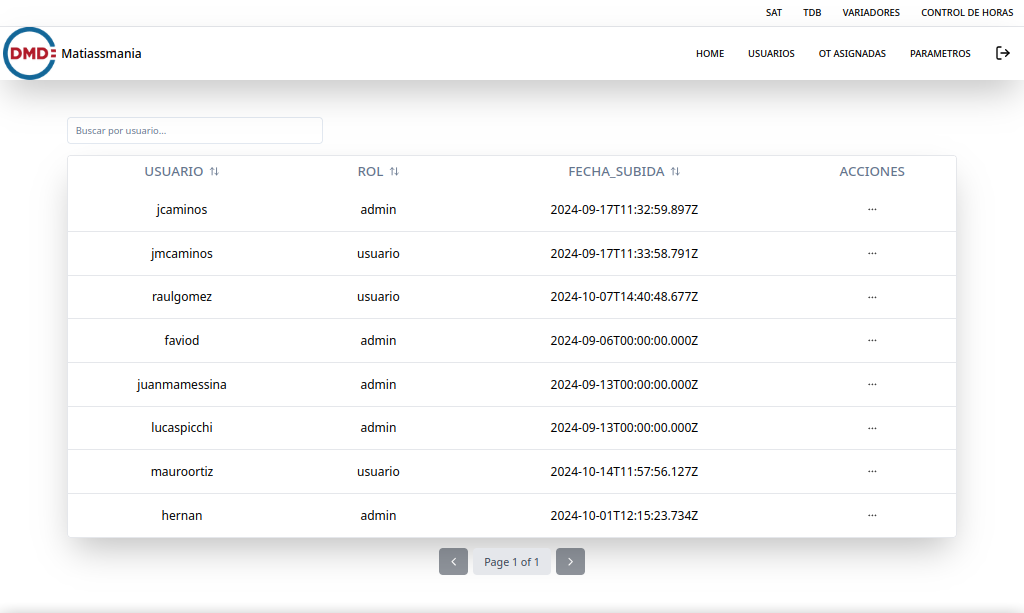 SAT TDB VARIADORES CONTROL DE HORAS
DMD Matiassmania HOME USUARIOS OT ASIGNADAS PARAMETROS
Buscar por usuario...
USUARIO ROL FECHA_SUBIDA ACCIONES
jcaminos admin 2024-09-17T11:32:59.897Z ...
jmcaminos usuario 2024-09-17T11:33:58.791Z ...
raulgomez usuario 2024-10-07T14:40:48.677Z ...
faviod admin 2024-09-06T00:00:00.000Z ...
juanmamessina admin 2024-09-13T00:00:00.000Z ...
lucaspicchi admin 2024-09-13T00:00:00.000Z ...
mauroortiz usuario 2024-10-14T11:57:56.127Z ...
hernan admin 2024-10-01T12:15:23.734Z ...
Page 1 of 1